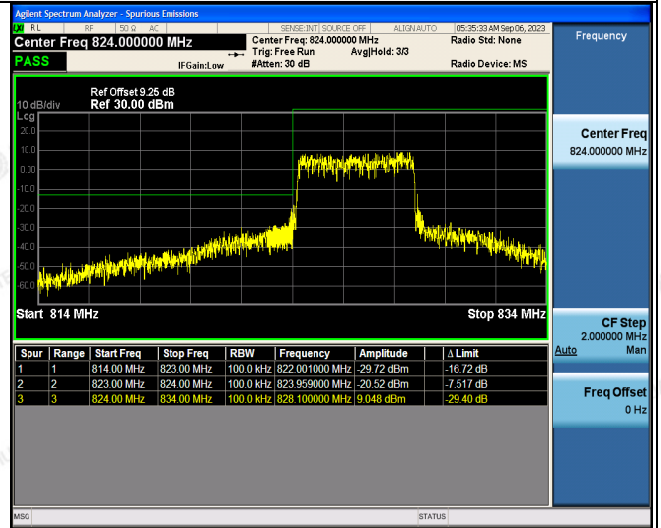 Agilent Spectrum Analyzer - Spurious Emissions
RL RF 50 Ω AC SENSE:INT SOURCE OFF ALIGN AUTO 05:35:33 AM Sep 06, 2023
Center Freq 824.000000 MHz Center Freq: 824.000000 MHz Radio Std: None
Trig: Free Run Avg|Hold: 3/3
PASS IFGain:Low #Atten: 30 dB Radio Device: MS
Ref Offset 9.25 dB
10 dB/div Ref 30.00 dBm
Log
20.0
10.0
0.00
-10.0
-20.0
-30.0
-40.0
-50.0
-60.0
Start 814 MHz Stop 834 MHz
Spur Range Start Freq Stop Freq RBW Frequency Amplitude Δ Limit
1 1 814.00 MHz 823.00 MHz 100.0 kHz 822.001000 MHz -29.72 dBm -16.72 dB
2 2 823.00 MHz 824.00 MHz 100.0 kHz 823.959000 MHz -20.52 dBm -7.517 dB
3 3 824.00 MHz 834.00 MHz 100.0 kHz 828.100000 MHz 9.048 dBm -29.40 dB
MSG STATUS
Frequency
Center Freq
824.000000 MHz
CF Step
2.000000 MHz
Auto Man
Freq Offset
0 Hz